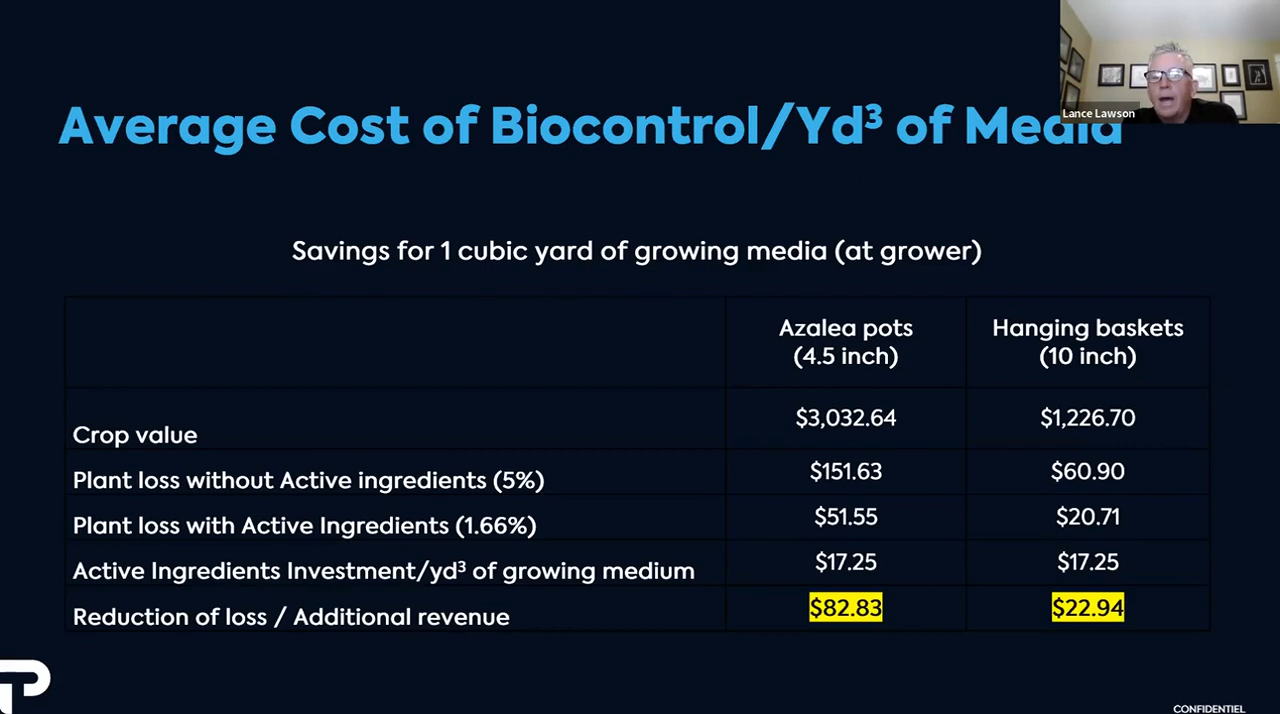 Lance Lawson
Average Cost of Biocontrol/Yd³ of Media
Savings for 1 cubic yard of growing media (at grower)
Azalea pots
(4.5 inch)
Hanging baskets
(10 inch)
Crop value
$3,032.64
$1,226.70
Plant loss without Active ingredients (5%)
$151.63
$60.90
Plant loss with Active Ingredients (1.66%)
$51.55
$20.71
Active Ingredients Investment/yd³ of growing medium
$17.25
$17.25
Reduction of loss / Additional revenue
$82.83
$22.94
CONFIDENTIEL